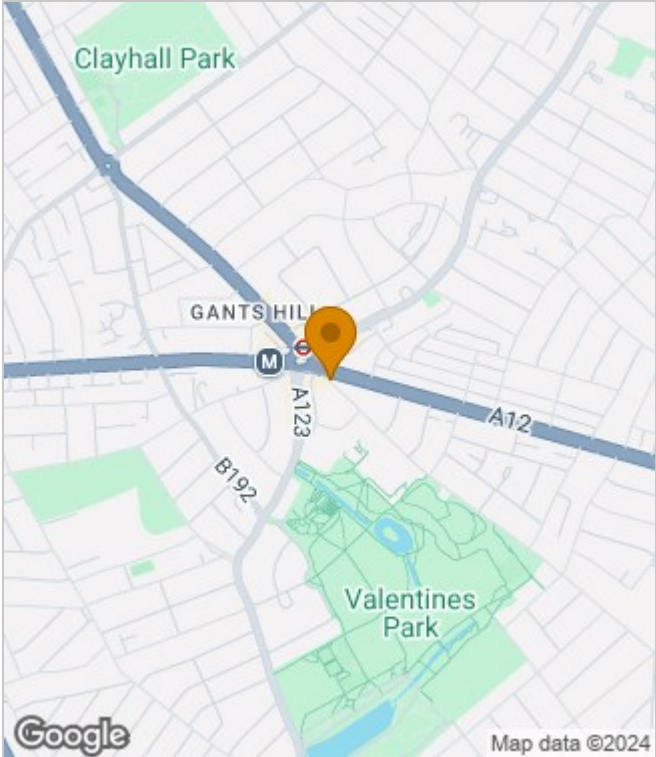 Clayhall Park
GANTS HILL
M
A123
A12
B192
Valentines
Park
Google
Map data ©2024